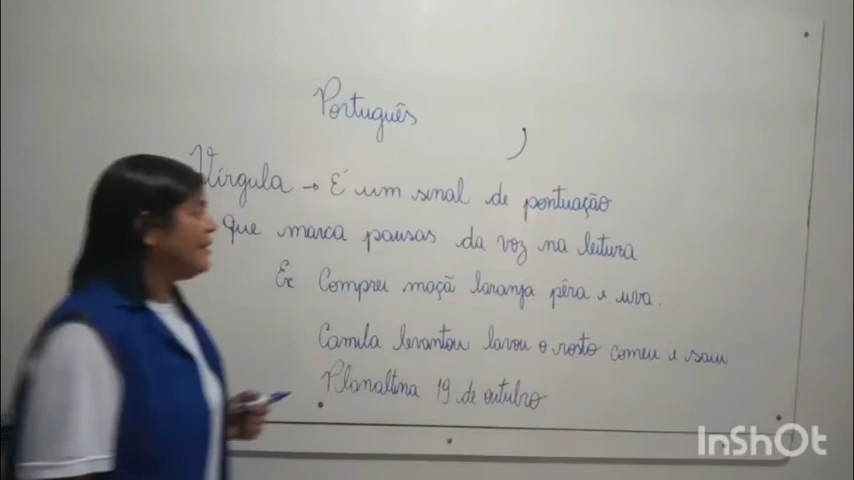 Português
,
Vírgula → É um sinal de pontuação
que marca pausas da voz na leitura
Ex Comprei maçã laranja pêra e uva.
Camila levantou lavou o rosto comeu e saiu
Planaltina 19 de outubro
InShot